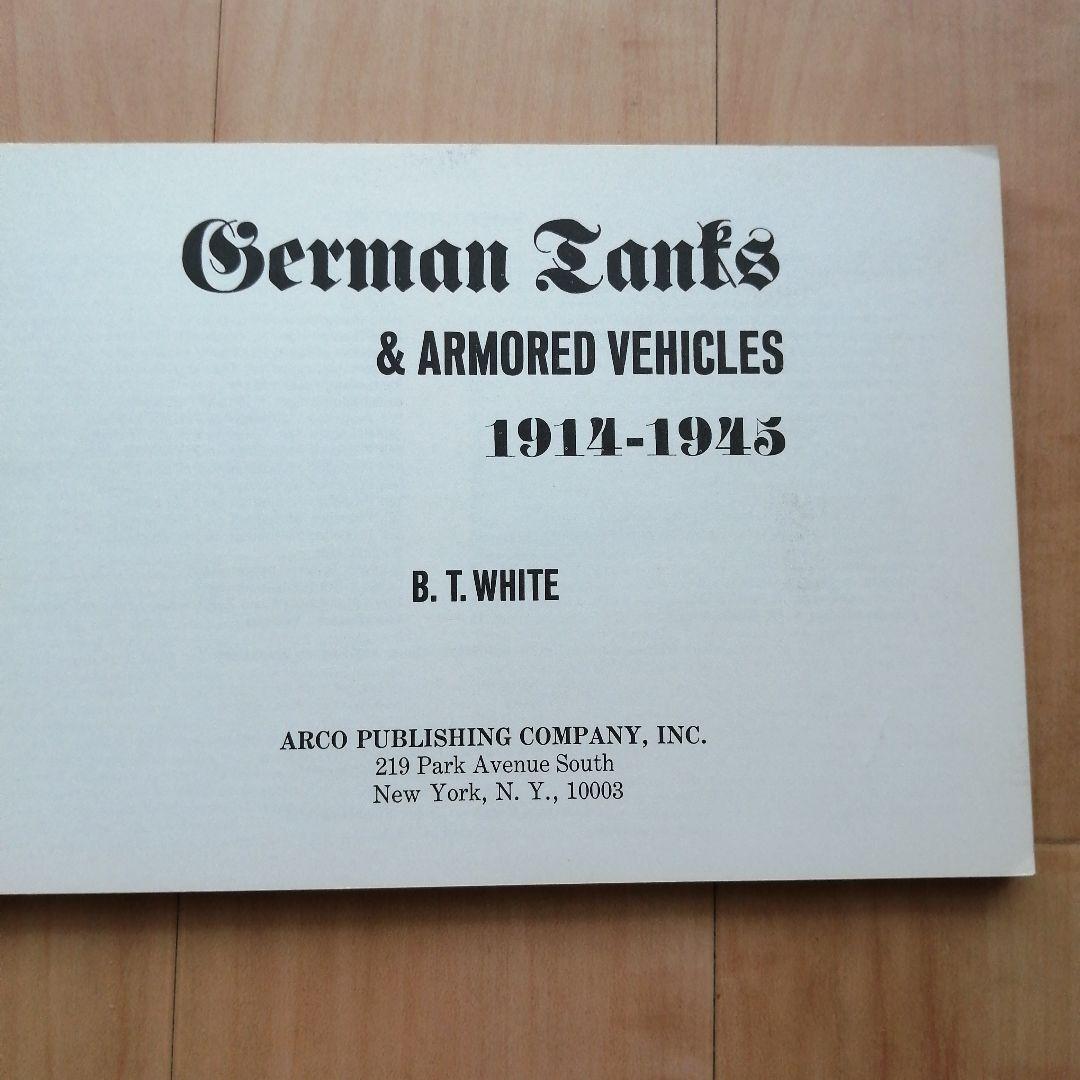 German Tanks
& ARMORED VEHICLES
1914-1945
B. T. WHITE
ARCO PUBLISHING COMPANY, INC.
219 Park Avenue South
New York, N. Y., 10003